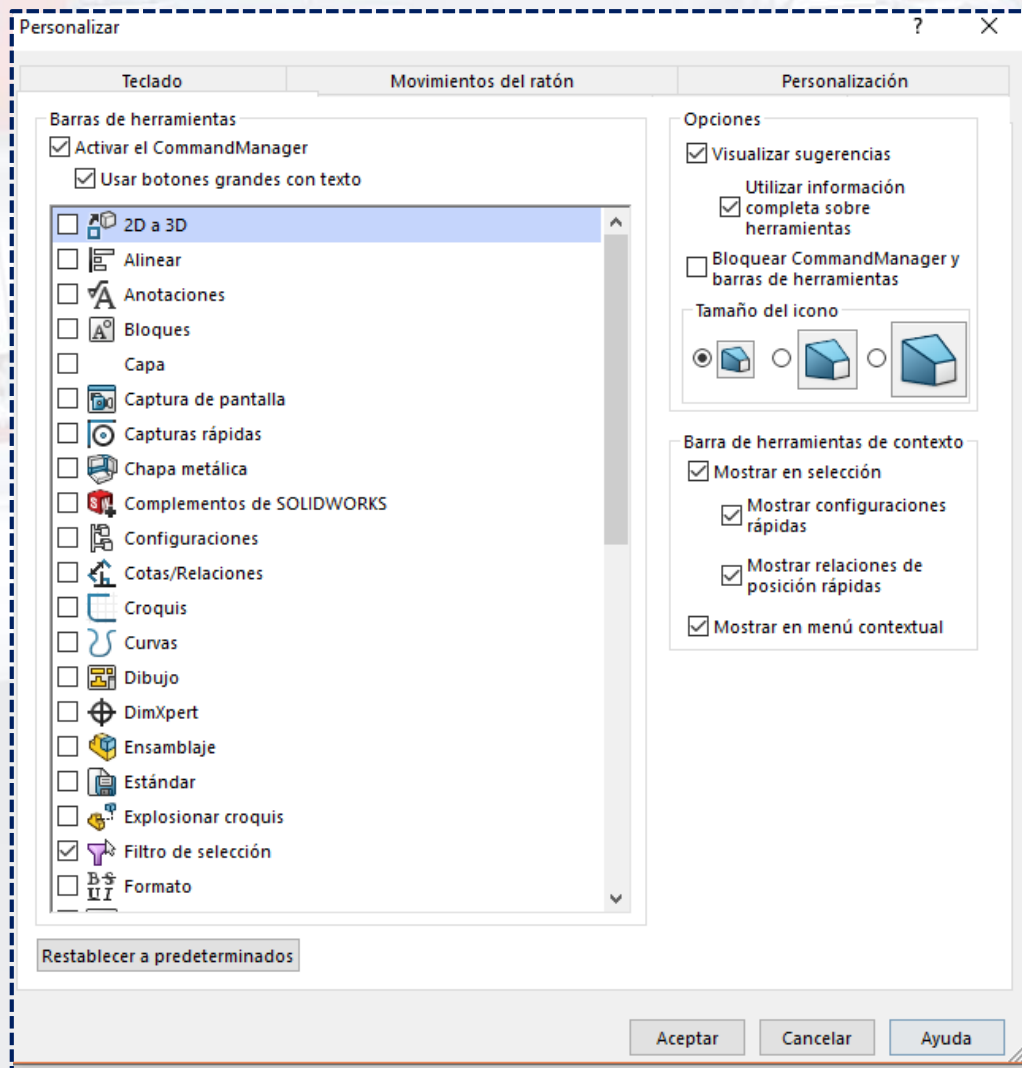 Personalizar
Teclado
Movimientos del ratón
Personalización
Barras de herramientas
Activar el CommandManager
Usar botones grandes con texto
2D a 3D
Alinear
Anotaciones
Bloques
Capa
Captura de pantalla
Capturas rápidas
Chapa metálica
Complementos de SOLIDWORKS
Configuraciones
Cotas/Relaciones
Croquis
Curvas
Dibujo
DimXpert
Ensamblaje
Estándar
Explosionar croquis
Filtro de selección
Formato
Restablecer a predeterminados
Opciones
Visualizar sugerencias
Utilizar información
completa sobre
herramientas
Bloquear CommandManager y
barras de herramientas
Tamaño del icono
Barra de herramientas de contexto
Mostrar en selección
Mostrar configuraciones
rápidas
Mostrar relaciones de
posición rápidas
Mostrar en menú contextual
Aceptar
Cancelar
Ayuda